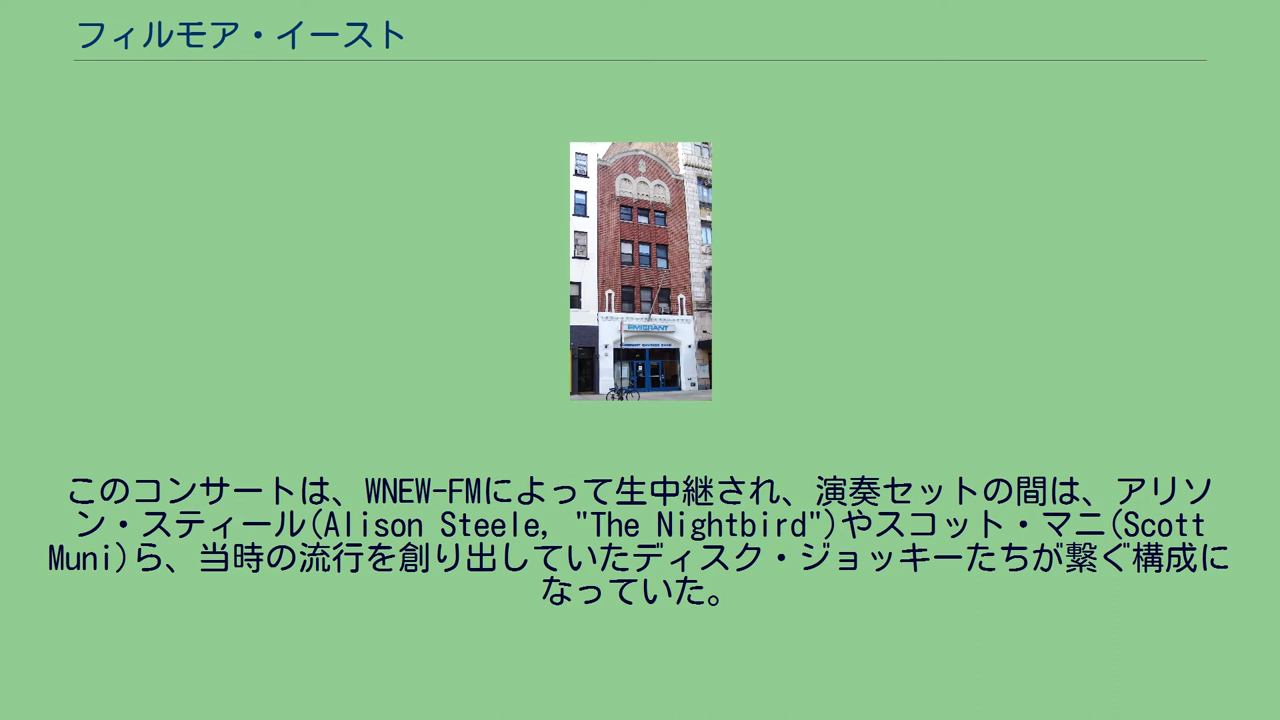 フィルモア・イースト
EMIGRANT
EMIGRANT SAVINGS BANK
このコンサートは、WNEW-FMによって生中継され、演奏セットの間は、アリソ
ン・スティール(Alison Steele, "The Nightbird")やスコット・マニ(Scott
Muni)ら、当時の流行を創り出していたディスク・ジョッキーたちが繋ぐ構成に
なっていた。